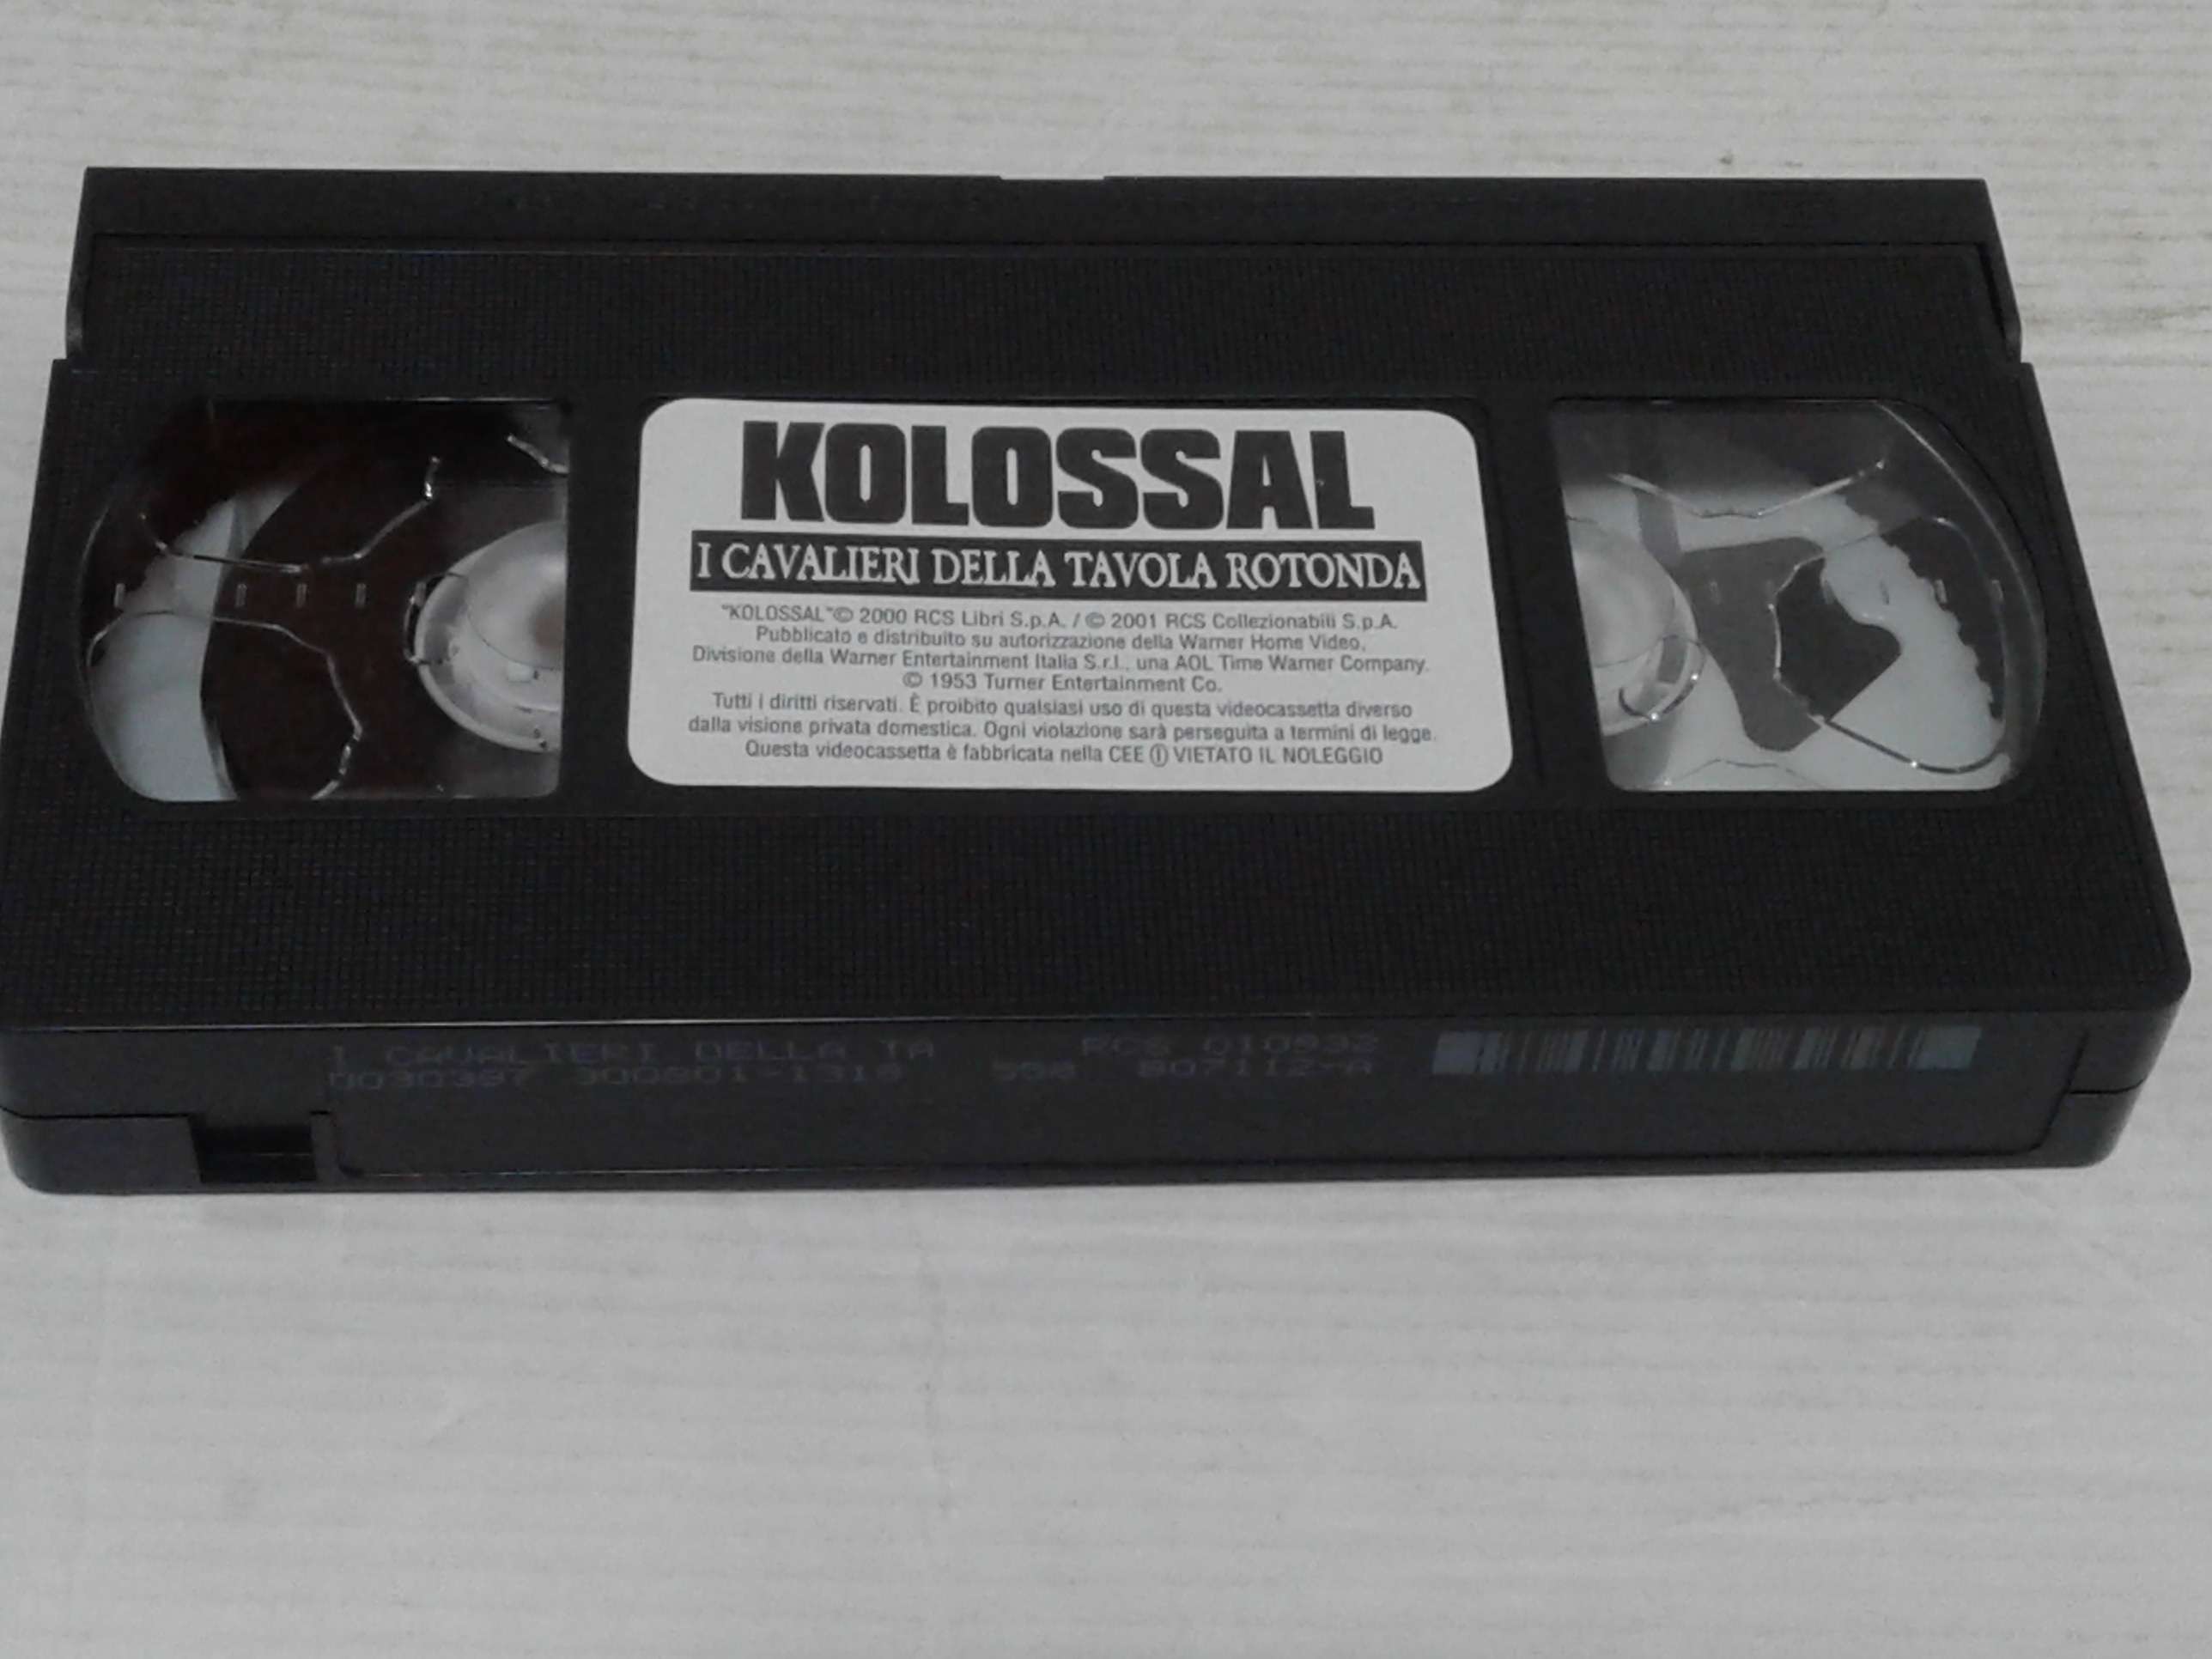 KOLOSSAL
I CAVALIERI DELLA TAVOLA ROTONDA
"KOLOSSAL"© 2000 RCS Libri S.p.A. / © 2001 RCS Collezionabili S.p.A.
Pubblicato e distribuito su autorizzazione della Warner Home Video,
Divisione della Warner Entertainment Italia S.r.l., una AOL Time Warner Company.
© 1953 Turner Entertainment Co.
Tutti i diritti riservati. È proibito qualsiasi uso di questa videocassetta diverso
dalla visione privata domestica. Ogni violazione sarà perseguita a termini di legge.
Questa videocassetta è fabbricata nella CEE Ⓘ VIETATO IL NOLEGGIO
I CAVALIERI DELLA TA RCS 010932
807112-A